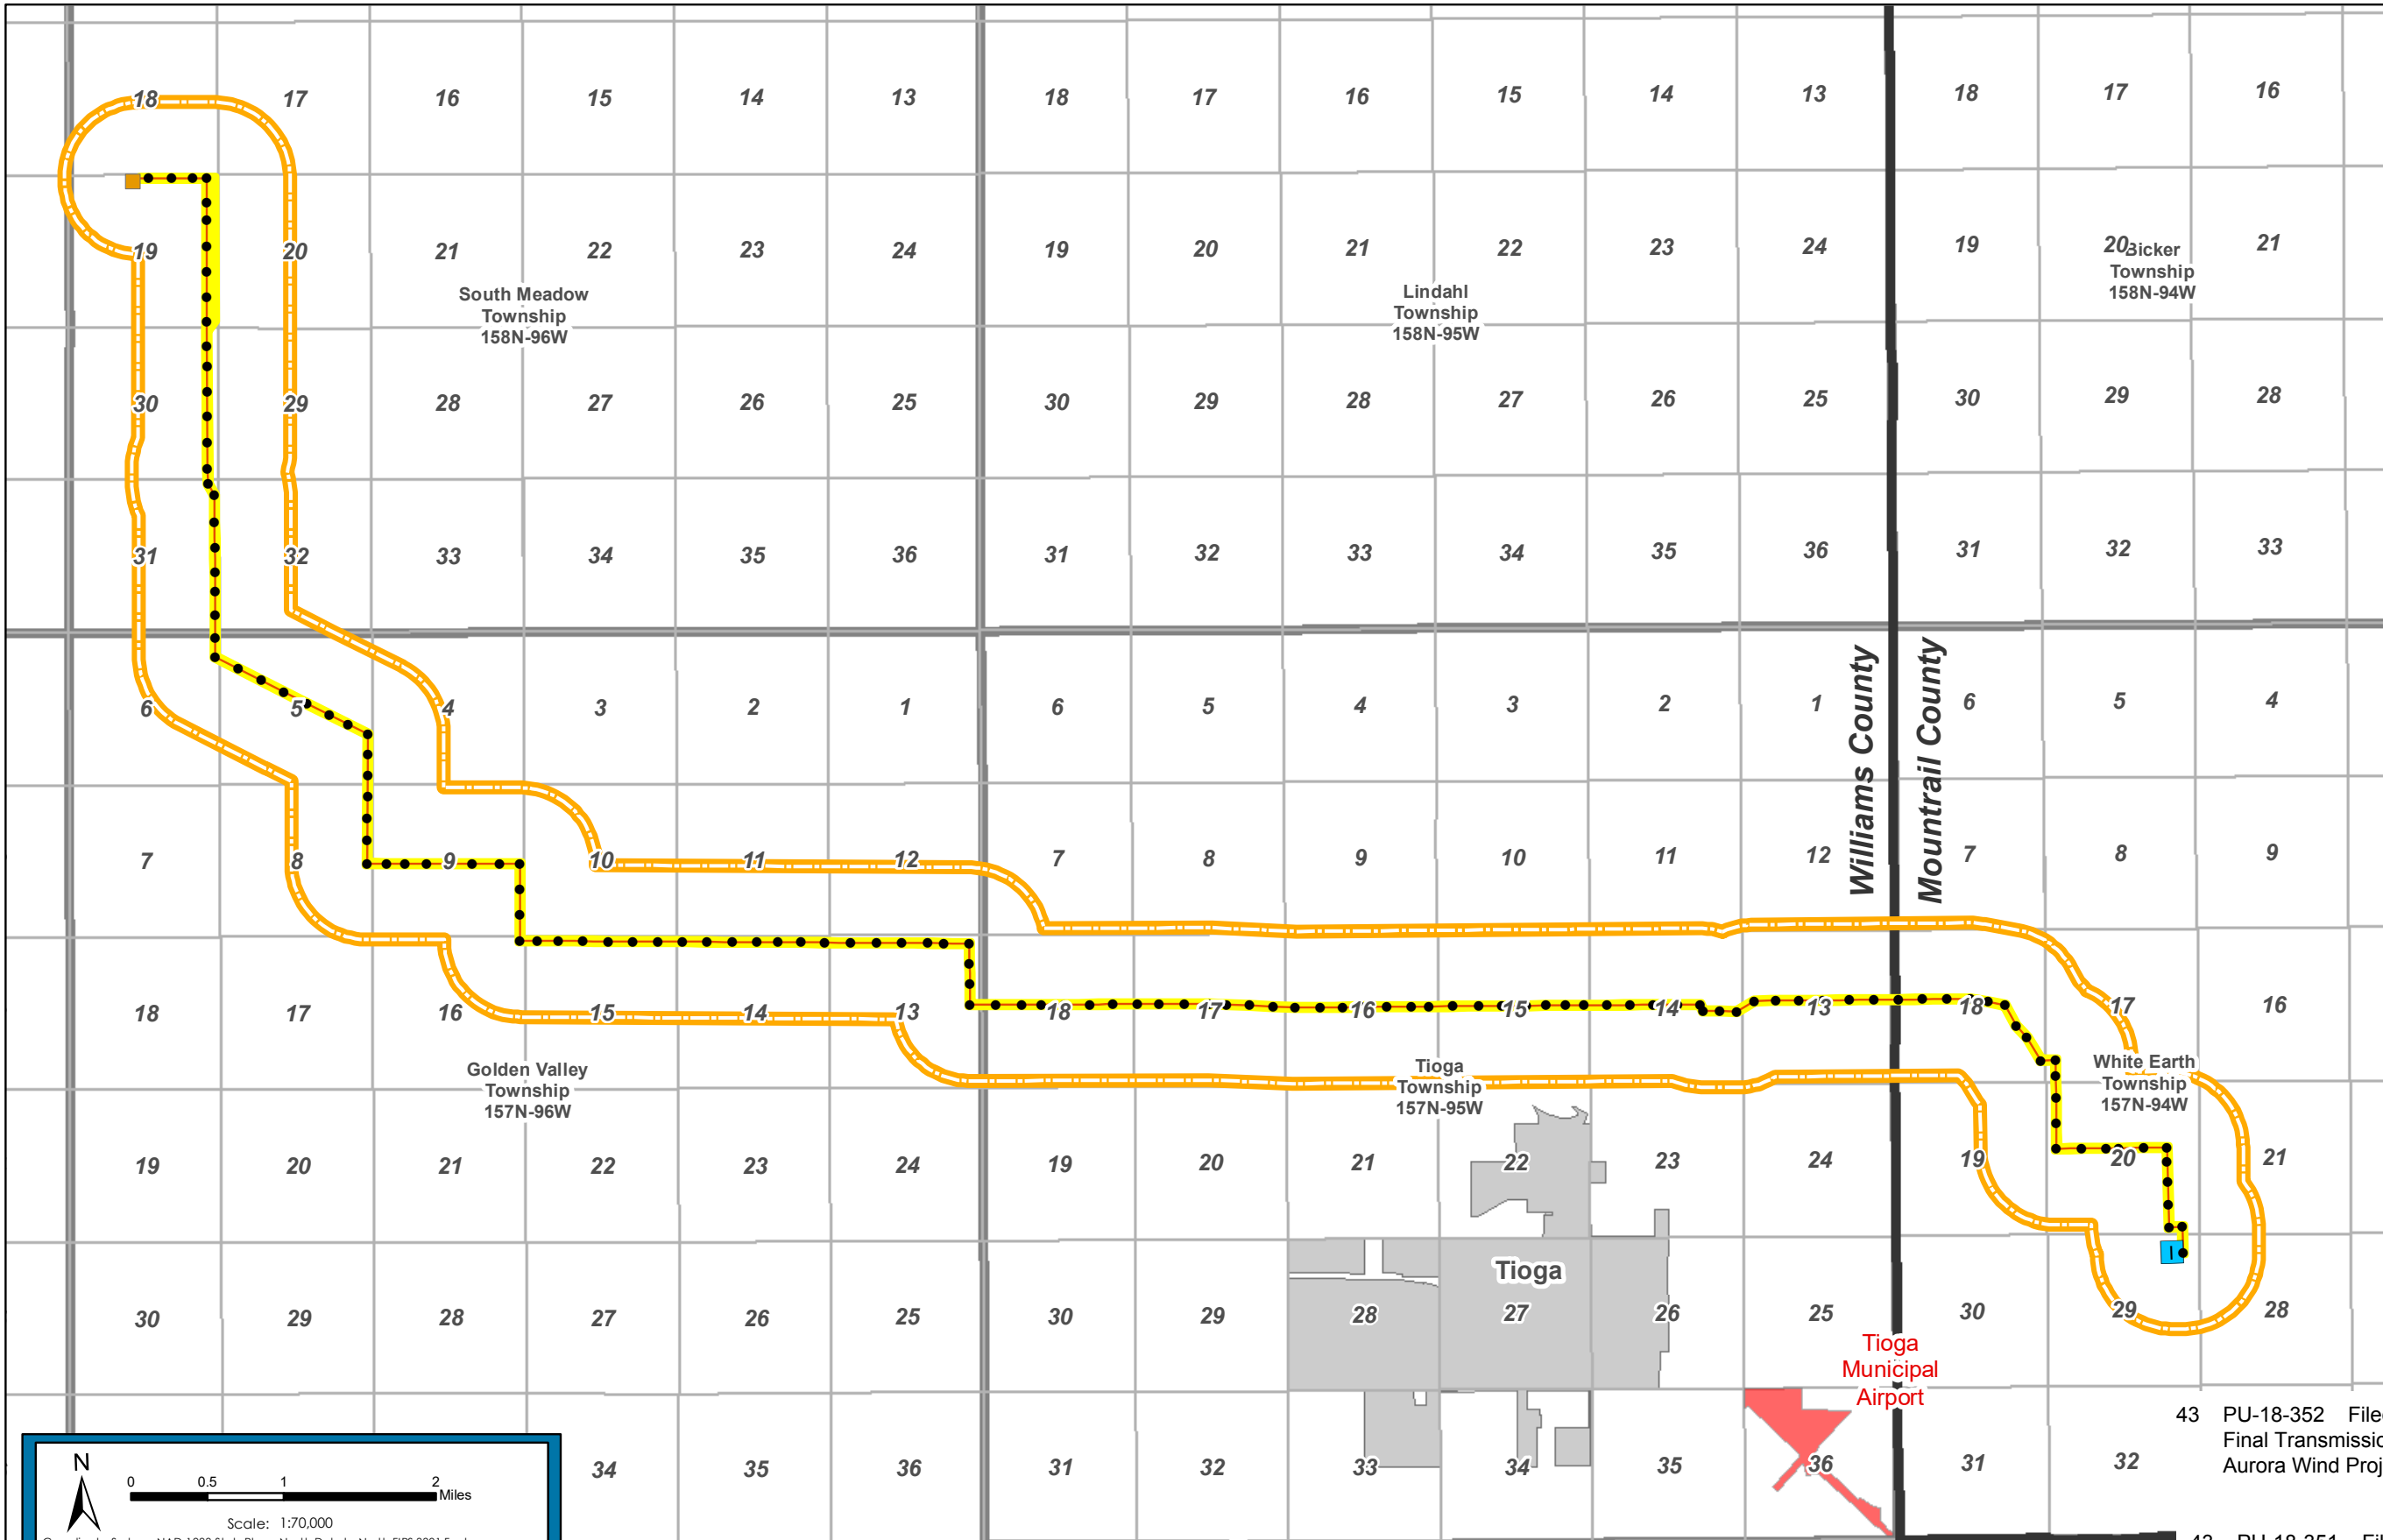 18 17 16 15 14 13 18 17 16 15 14 13 18 17 16
19 20 21 22 23 24 19 20 21 22 23 24 19 20 21
South Meadow
Township
158N-96W
Lindahl
Township
158N-95W
Bicker
Township
158N-94W
30 29 28 27 26 25 30 29 28 27 26 25 30 29 28
31 32 33 34 35 36 31 32 33 34 35 36 31 32 33
Williams County
Mountrail County
6 5 4 3 2 1 6 5 4 3 2 1 6 5 4
7 8 9 10 11 12 7 8 9 10 11 12 7 8 9
18 17 16 15 14 13 18 17 16 15 14 13 18 17 16
Golden Valley
Township
157N-96W
Tioga
Township
157N-95W
White Earth
Township
157N-94W
19 20 21 22 23 24 19 20 21 22 23 24 19 20 21
Tioga
30 29 28 27 26 25 30 29 28 27 26 25 30 29 28
Tioga
Municipal
Airport
34 35 36 31 32 33 34 35 36 31 32
43 PU-18-352
Final
Aurora Wind
N
0 0.5 1 2
Miles
Scale: 1:70,000